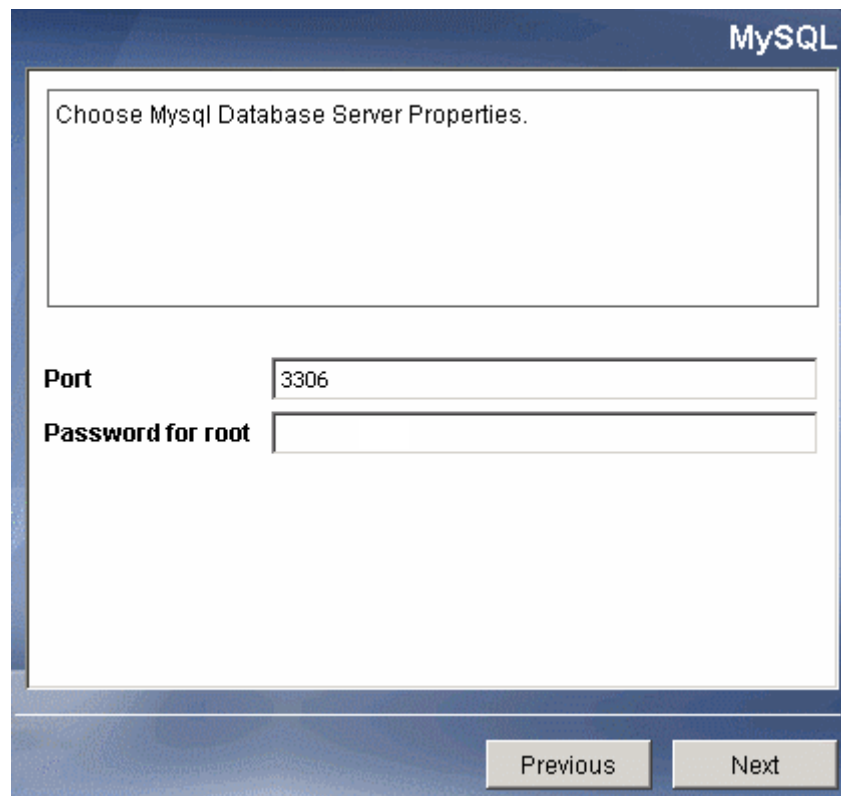 MySQL
Choose Mysql Database Server Properties.
Port 3306
Password for root
Previous Next